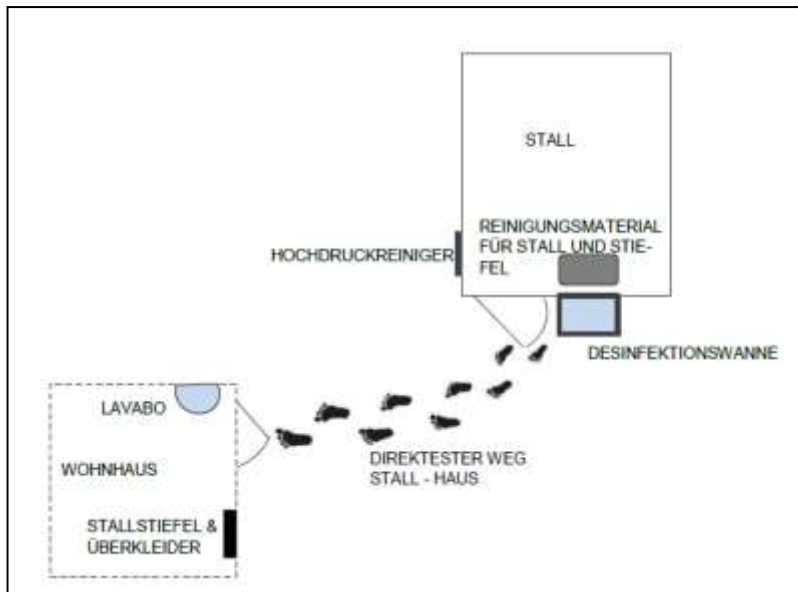 STALL
REINIGUNGSMATERIAL
FÜR STALL UND STIE-
FEL
HOCHDRUCKREINIGER
DESINFEKTIONSWANNE
LAVABO
WOHNHAUS
DIREKTESTER WEG
STALL - HAUS
STALLSTIEFEL &
ÜBERKLEIDER